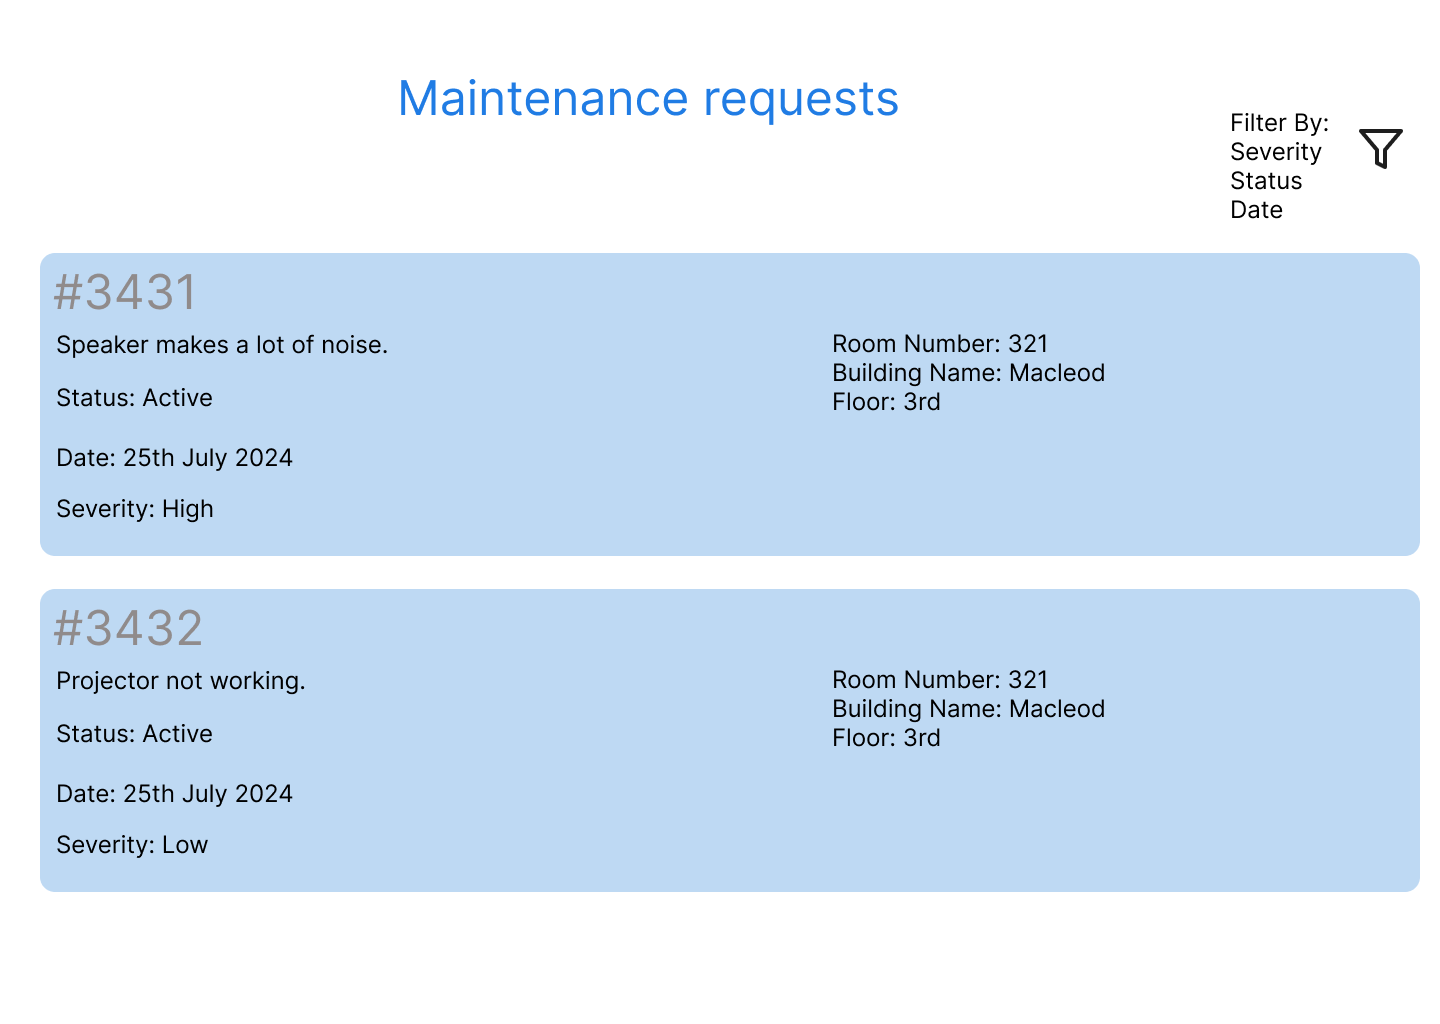 Maintenance requests
Filter By:
Severity
Status
Date
#3431
Speaker makes a lot of noise.
Status: Active
Date: 25th July 2024
Severity: High
Room Number: 321
Building Name: Macleod
Floor: 3rd
#3432
Projector not working.
Status: Active
Date: 25th July 2024
Severity: Low
Room Number: 321
Building Name: Macleod
Floor: 3rd